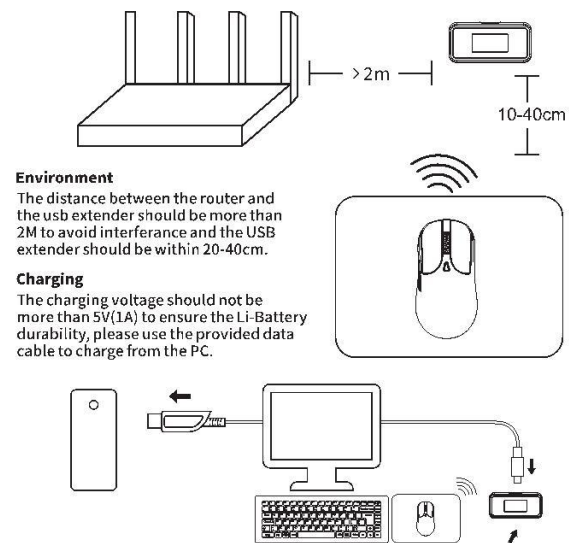 >2m
10-40cm
Environment
The distance between the router and
the usb extender should be more than
2M to avoid interferance and the USB
extender should be within 20-40cm.
Charging
The charging voltage should not be
more than 5V(1A) to ensure the Li-Battery
durability, please use the provided data
cable to charge from the PC.